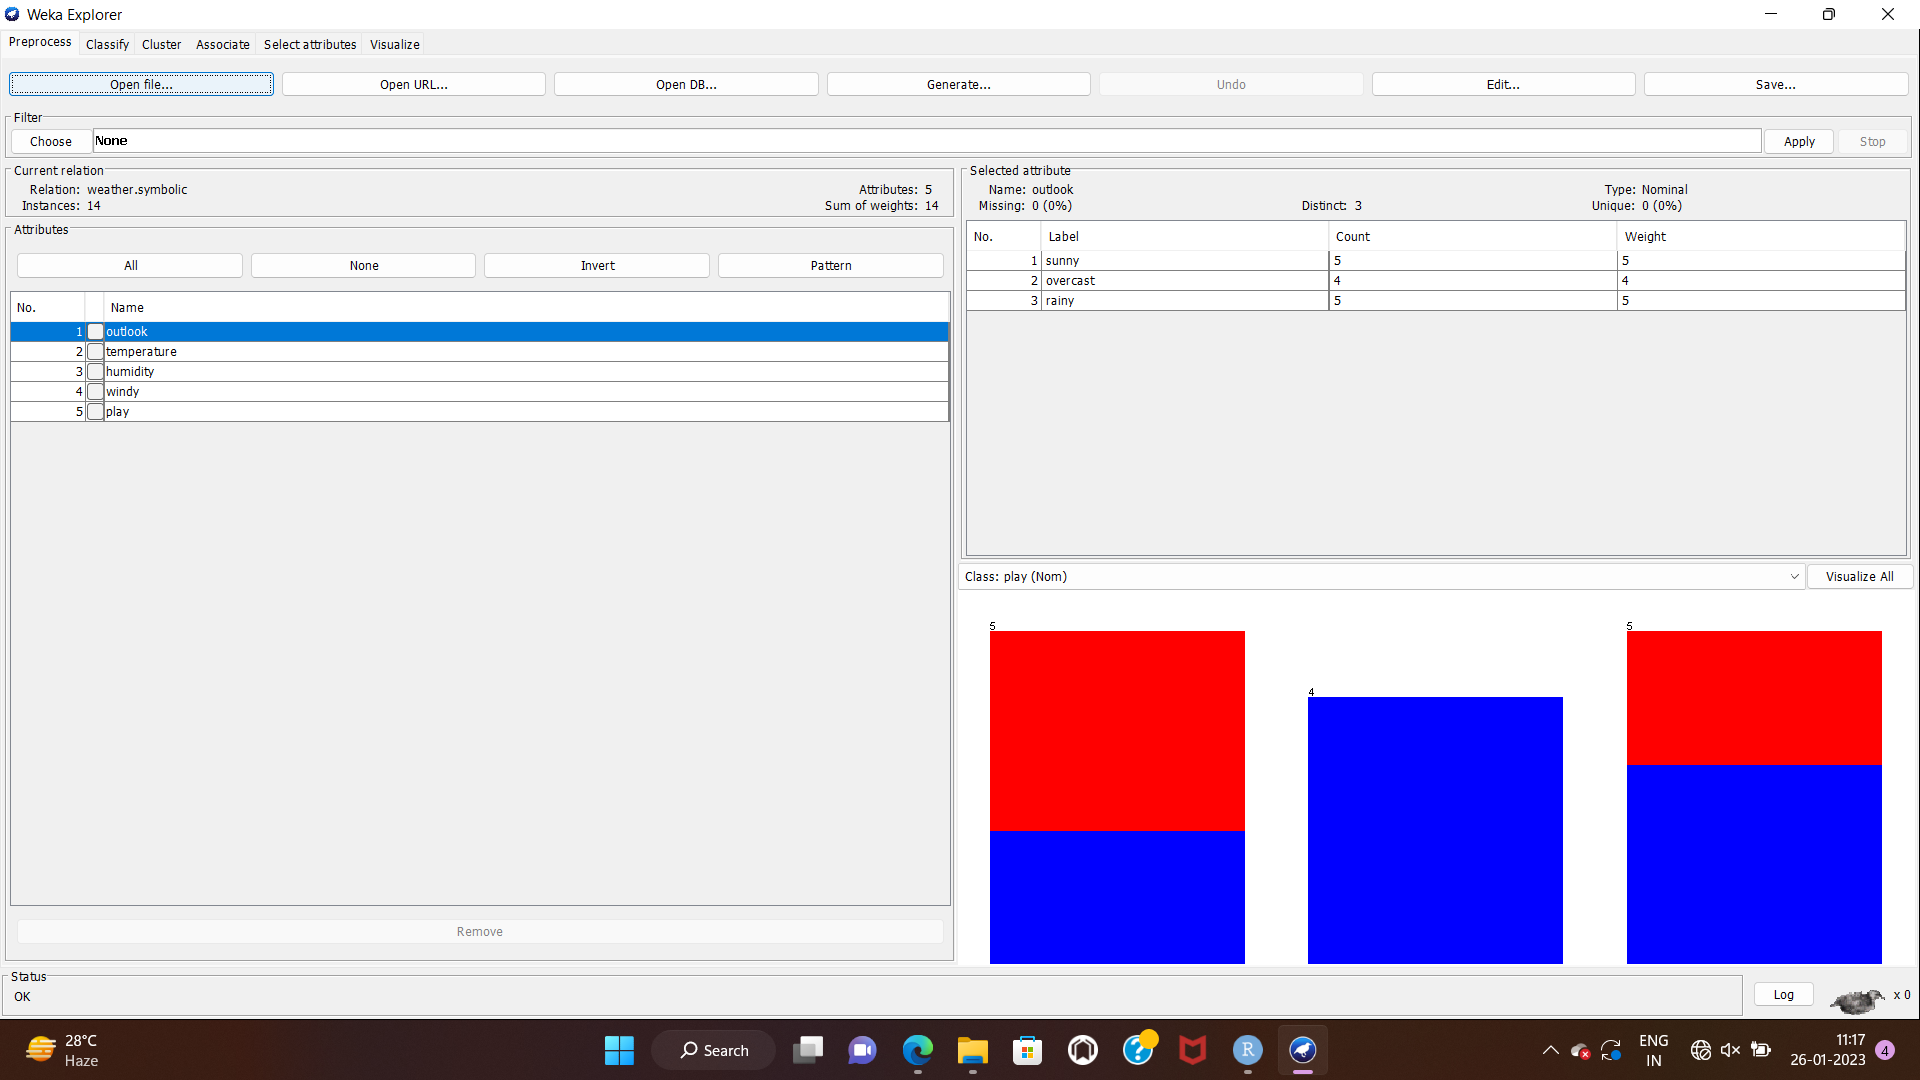 Weka Explorer
Preprocess Classify Cluster Associate Select attributes Visualize
Open file... Open URL... Open DB... Generate... Undo Edit... Save...
Filter
Choose None Apply Stop
Current relation
Relation: weather.symbolic Attributes: 5
Instances: 14 Sum of weights: 14
Attributes
All None Invert Pattern
No. Name
1 outlook
2 temperature
3 humidity
4 windy
5 play
Remove
Selected attribute
Name: outlook Type: Nominal
Missing: 0 (0%) Distinct: 3 Unique: 0 (0%)
No. Label Count Weight
1 sunny 5 5
2 overcast 4 4
3 rainy 5 5
Class: play (Nom) Visualize All
5 4 5
Status
OK
Log x 0
28°C
Haze
Search
R
ENG
IN
11:17
26-01-2023
4